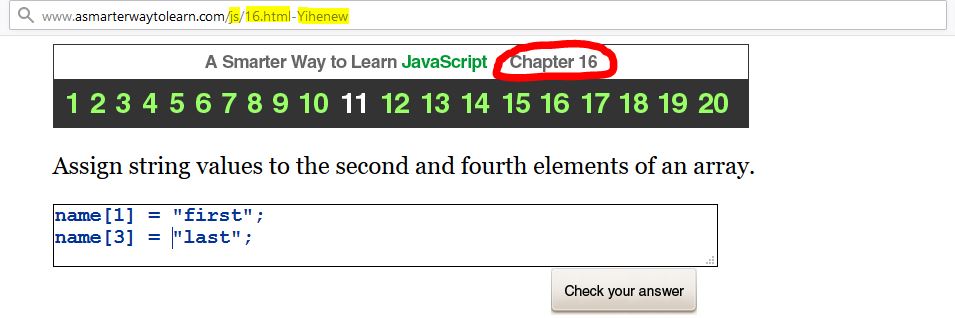 www.asmarterwaytolearn.com/js/16.html-Yihenew
A Smarter Way to Learn JavaScript Chapter 16
1 2 3 4 5 6 7 8 9 10 11 12 13 14 15 16 17 18 19 20
Assign string values to the second and fourth elements of an array.
name[1] = "first";
name[3] = "last";
Check your answer